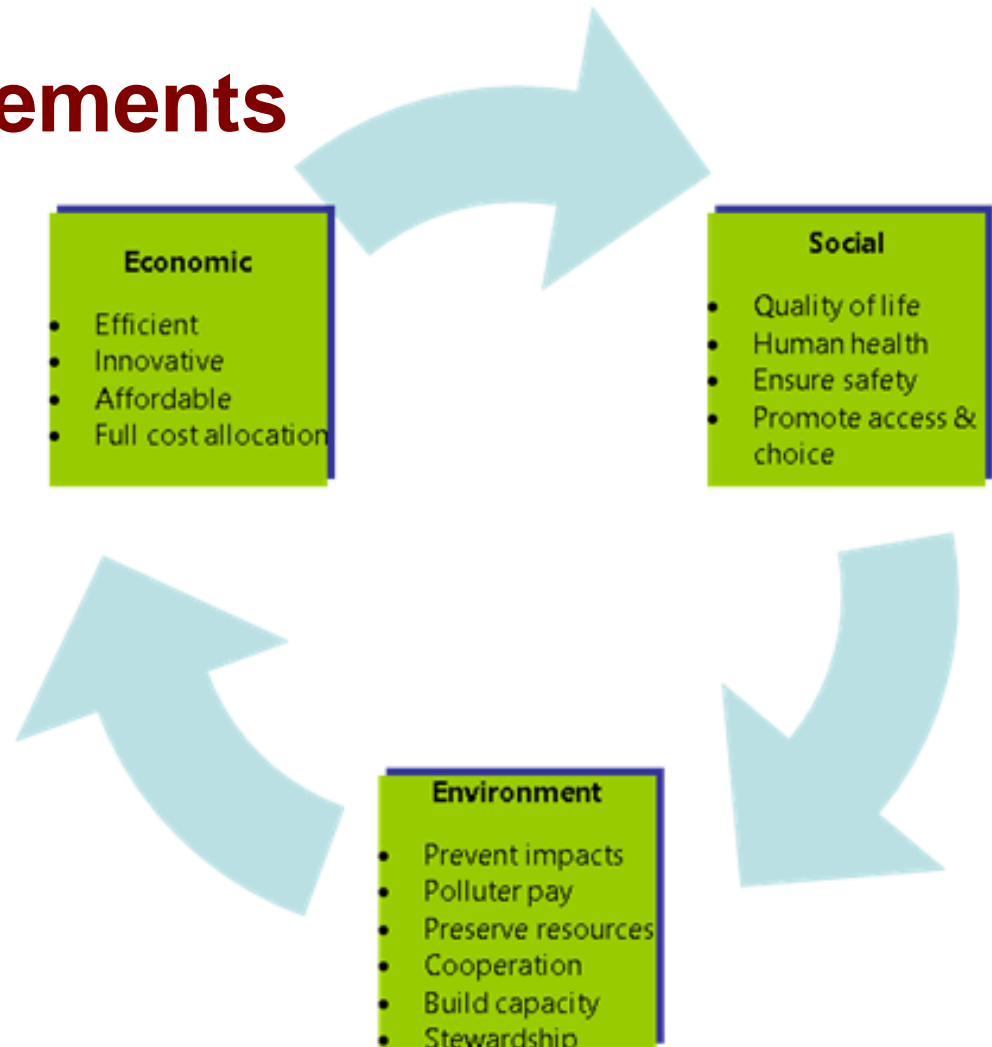 ements
Economic
• Efficient
• Innovative
• Affordable
• Full cost allocation
Social
• Quality of life
• Human health
• Ensure safety
• Promote access &
choice
Environment
• Prevent impacts
• Polluter pay
• Preserve resources
• Cooperation
• Build capacity
• Stewardship